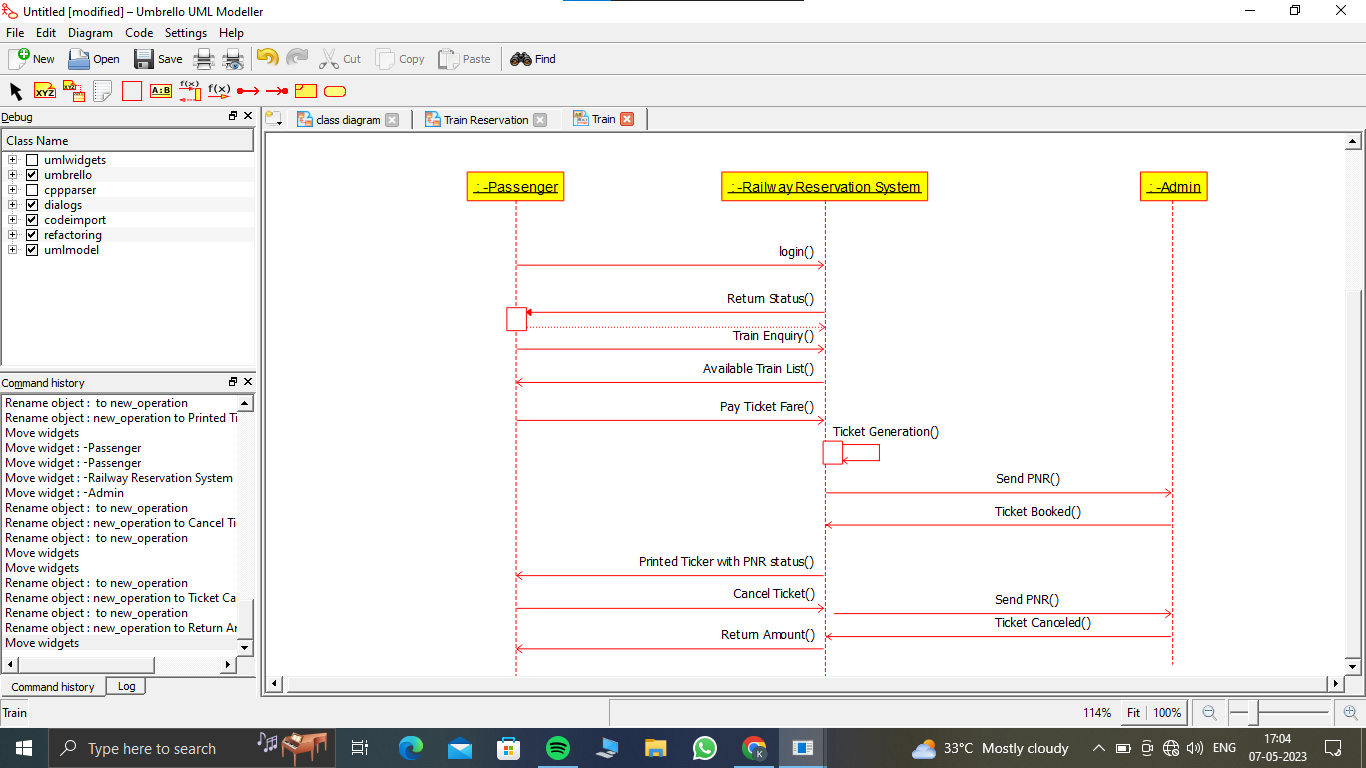 Untitled [modified] – Umbrello UML Modeller
File Edit Diagram Code Settings Help
New Open Save Cut Copy Paste Find
XYZ XYZ A:B f(x) f(x)
Debug
class diagram Train Reservation Train
Class Name
umlwidgets
umbrello
cppparser
dialogs
codeimport
refactoring
umlmodel
Command history
Rename object : to new_operation
Rename object : new_operation to Printed Ti
Move widgets
Move widget : -Passenger
Move widget : -Passenger
Move widget : -Railway Reservation System
Move widget : -Admin
Rename object : to new_operation
Rename object : new_operation to Cancel Ti
Rename object : to new_operation
Move widgets
Move widgets
Rename object : to new_operation
Rename object : new_operation to Ticket Ca
Rename object : to new_operation
Rename object : new_operation to Return Ar
Move widgets
Command history Log
: -Passenger : -Railway Reservation System : -Admin
login()
Return Status()
Train Enquiry()
Available Train List()
Pay Ticket Fare()
Ticket Generation()
Send PNR()
Ticket Booked()
Printed Ticker with PNR status()
Cancel Ticket()
Send PNR()
Ticket Canceled()
Return Amount()
Train 114% Fit 100%
Type here to search 33°C Mostly cloudy ENG 17:04
07-05-2023